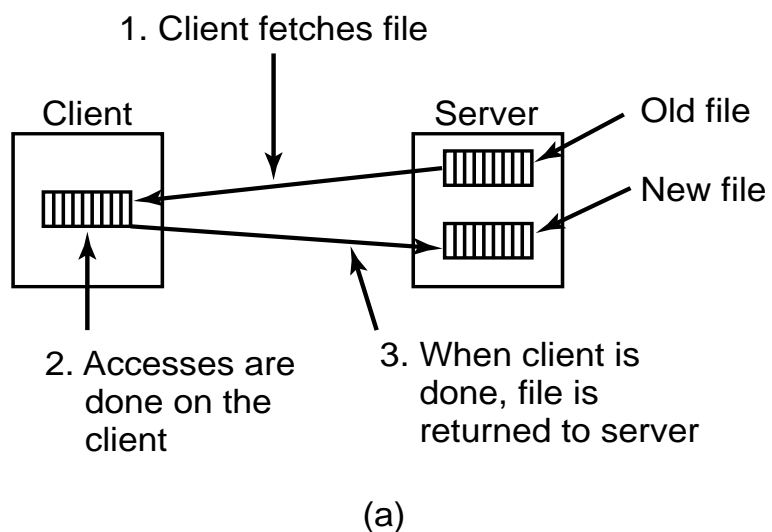 1. Client fetches file
Client
Server
Old file
New file
2. Accesses are
done on the
client
3. When client is
done, file is
returned to server
(a)